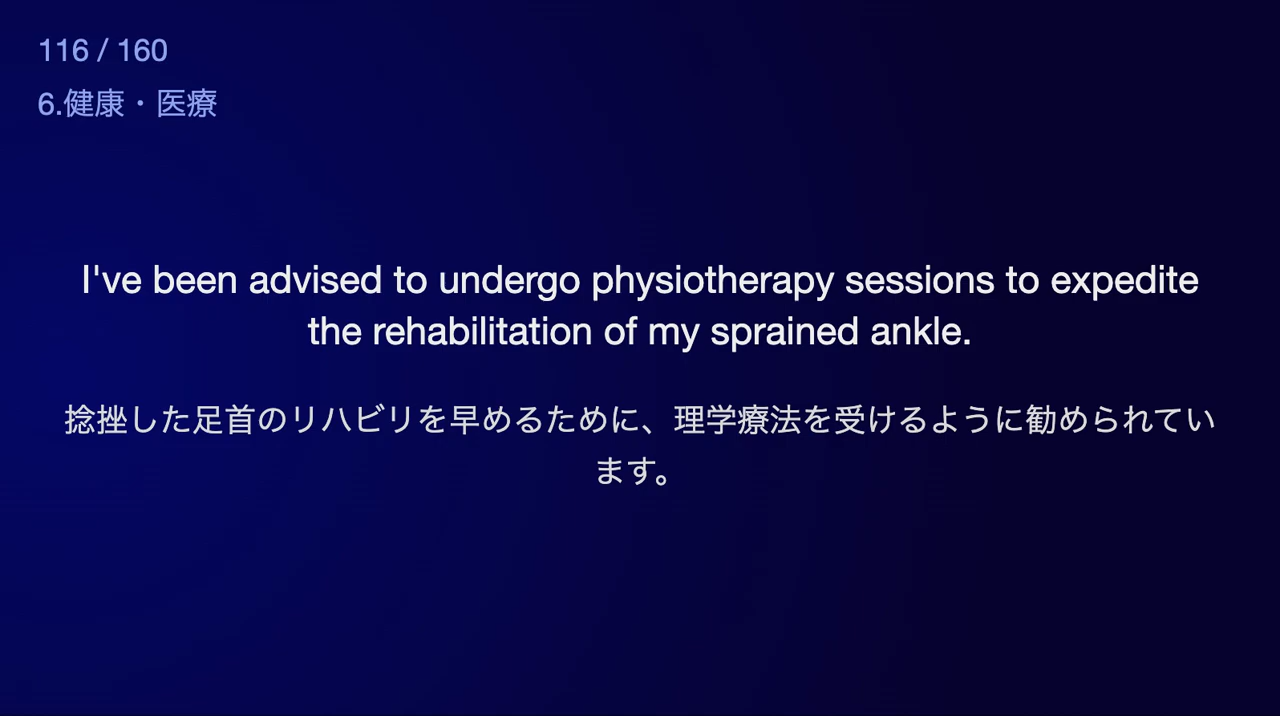 116 / 160
6.健康・医療
I've been advised to undergo physiotherapy sessions to expedite
the rehabilitation of my sprained ankle.
捻挫した足首のリハビリを早めるために、理学療法を受けるように勧められてい
ます。